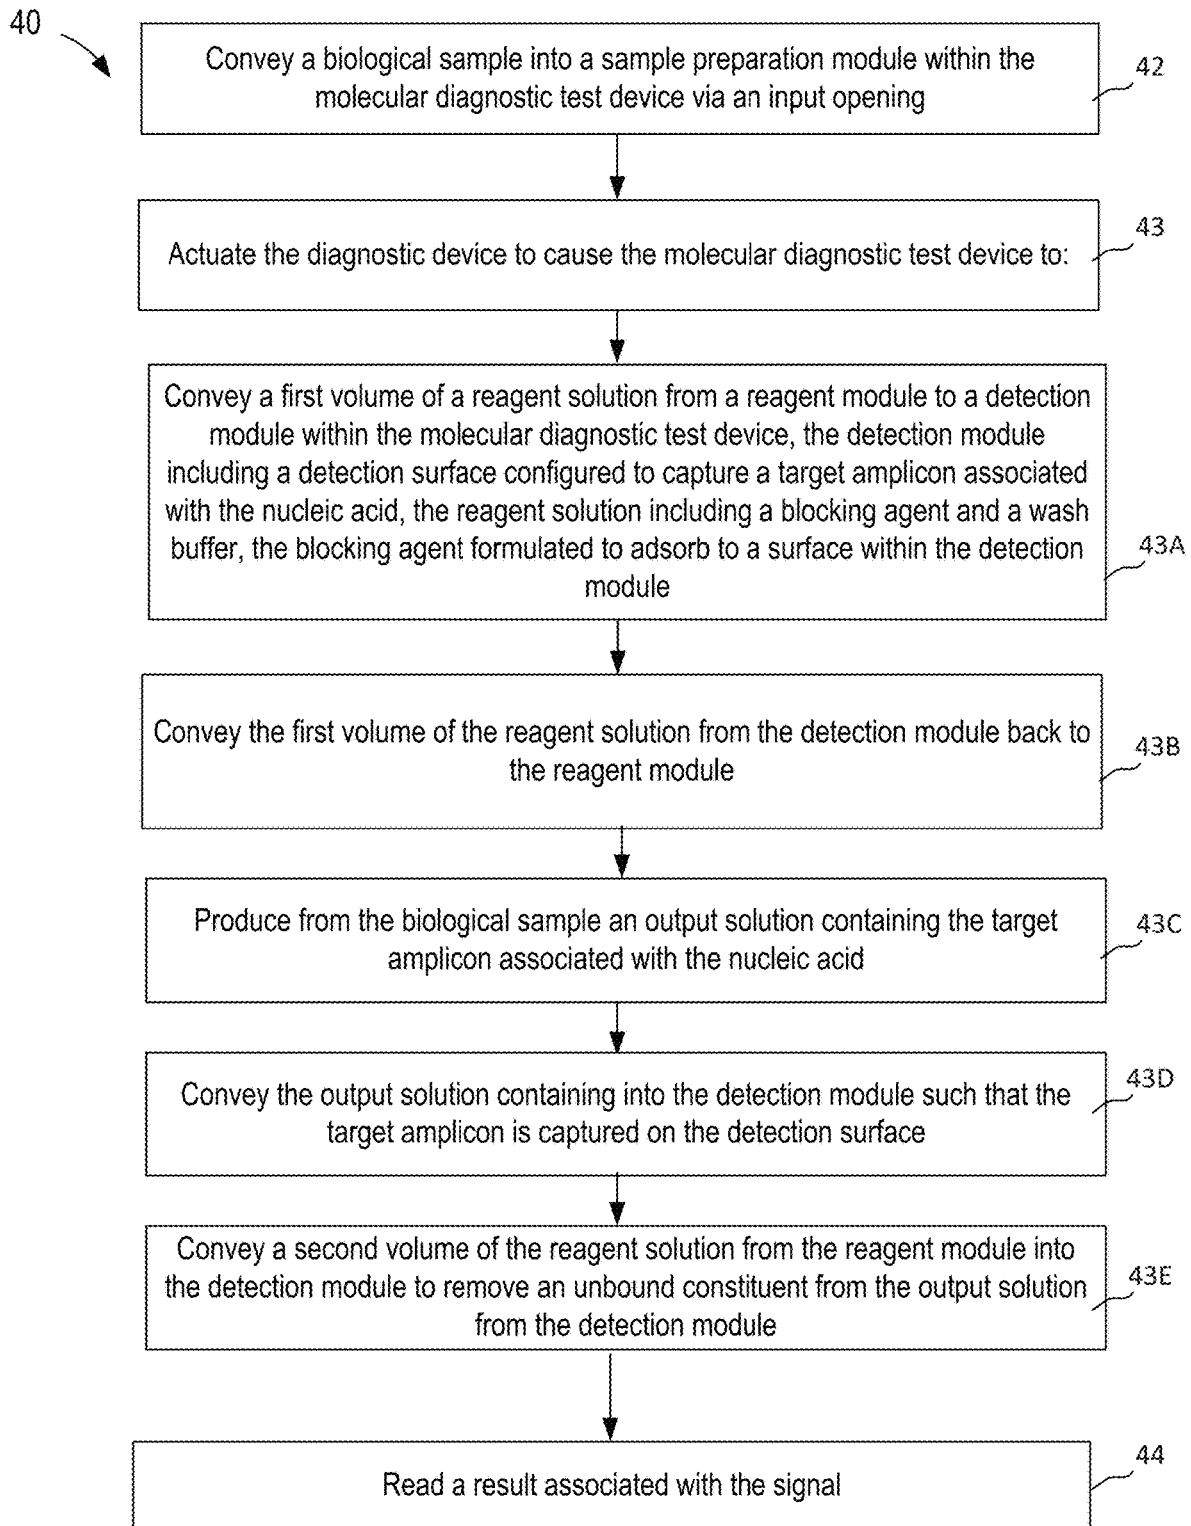 40
Convey a biological sample into a sample preparation module within the
molecular diagnostic test device via an input opening
42
Actuate the diagnostic device to cause the molecular diagnostic test device to:
43
Convey a first volume of a reagent solution from a reagent module to a detection
module within the molecular diagnostic test device, the detection module
including a detection surface configured to capture a target amplicon associated
with the nucleic acid, the reagent solution including a blocking agent and a wash
buffer, the blocking agent formulated to adsorb to a surface within the detection
module
43A
Convey the first volume of the reagent solution from the detection module back to
the reagent module
43B
Produce from the biological sample an output solution containing the target
amplicon associated with the nucleic acid
43C
Convey the output solution containing into the detection module such that the
target amplicon is captured on the detection surface
43D
Convey a second volume of the reagent solution from the reagent module into
the detection module to remove an unbound constituent from the output solution
from the detection module
43E
Read a result associated with the signal
44